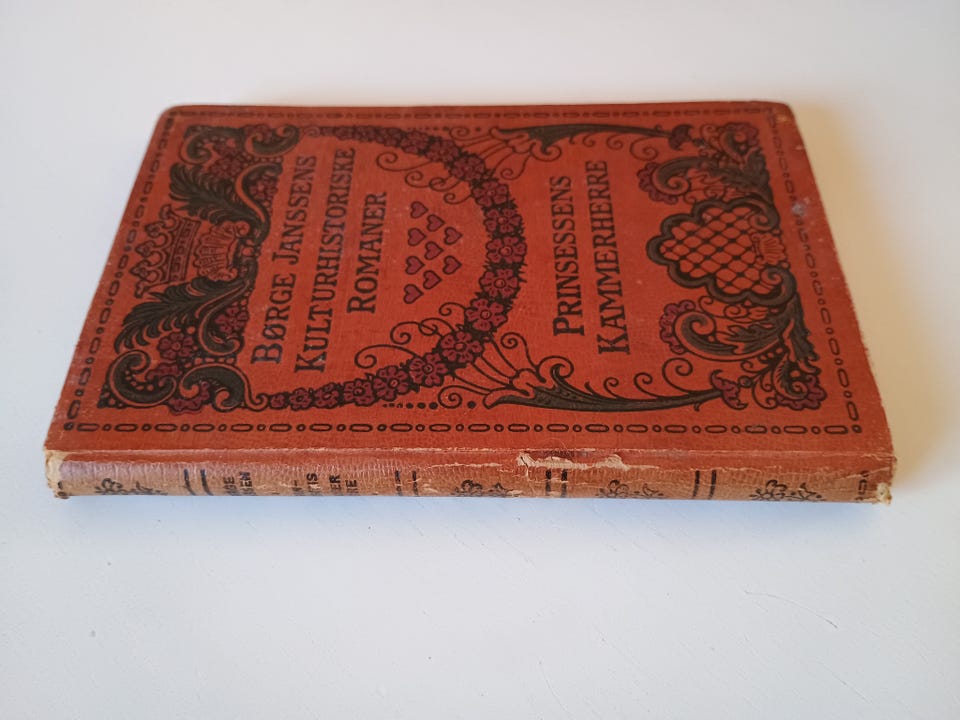 BØRGE JANSSENS
KULTURHISTORISKE
ROMANER
PRINSESSENS
KAMMERHERRE